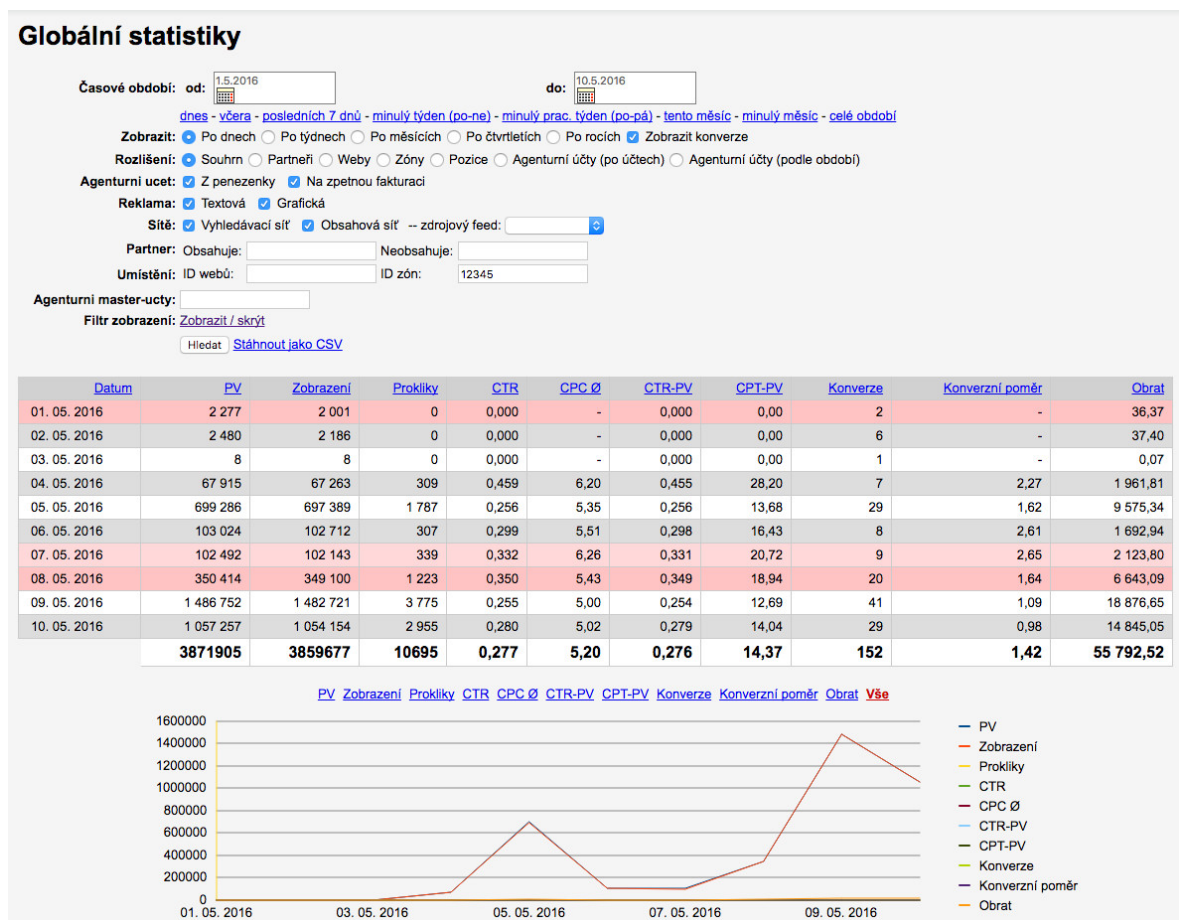 Globální statistiky
Časové období: od: 1.5.2016 do: 10.5.2016
dnes - včera - posledních 7 dnů - minulý týden (po-ne) - minulý prac. týden (po-pá) - tento měsíc - minulý měsíc - celé období
Zobrazit: Po dnech Po týdnech Po měsících Po čtvrtletích Po rocích Zobrazit konverze
Rozlišení: Souhrn Partneři Weby Zóny Pozice Agenturní účty (po účtech) Agenturní účty (podle období)
Agenturni ucet: Z penezenky Na zpetnou fakturaci
Reklama: Textová Grafická
Sítě: Vyhledávací síť Obsahová síť -- zdrojový feed:
Partner: Obsahuje: Neobsahuje:
Umístění: ID webů: ID zón: 12345
Agenturni master-ucty:
Filtr zobrazení: Zobrazit / skrýt
Hledat Stáhnout jako CSV
Datum PV Zobrazení Prokliky CTR CPC Ø CTR-PV CPT-PV Konverze Konverzní poměr Obrat
01. 05. 2016 2 277 2 001 0 0,000 - 0,000 0,00 2 - 36,37
02. 05. 2016 2 480 2 186 0 0,000 - 0,000 0,00 6 - 37,40
03. 05. 2016 8 8 0 0,000 - 0,000 0,00 1 - 0,07
04. 05. 2016 67 915 67 263 309 0,459 6,20 0,455 28,20 7 2,27 1 961,81
05. 05. 2016 699 286 697 389 1 787 0,256 5,35 0,256 13,68 29 1,62 9 575,34
06. 05. 2016 103 024 102 712 307 0,299 5,51 0,298 16,43 8 2,61 1 692,94
07. 05. 2016 102 492 102 143 339 0,332 6,26 0,331 20,72 9 2,65 2 123,80
08. 05. 2016 350 414 349 100 1 223 0,350 5,43 0,349 18,94 20 1,64 6 643,09
09. 05. 2016 1 486 752 1 482 721 3 775 0,255 5,00 0,254 12,69 41 1,09 18 876,65
10. 05. 2016 1 057 257 1 054 154 2 955 0,280 5,02 0,279 14,04 29 0,98 14 845,05
3871905 3859677 10695 0,277 5,20 0,276 14,37 152 1,42 55 792,52
PV Zobrazení Prokliky CTR CPC Ø CTR-PV CPT-PV Konverze Konverzní poměr Obrat Vše
1600000
1400000
1200000
1000000
800000
600000
400000
200000
0
01. 05. 2016 03. 05. 2016 05. 05. 2016 07. 05. 2016 09. 05. 2016
PV
Zobrazení
Prokliky
CTR
CPC Ø
CTR-PV
CPT-PV
Konverze
Konverzní poměr
Obrat